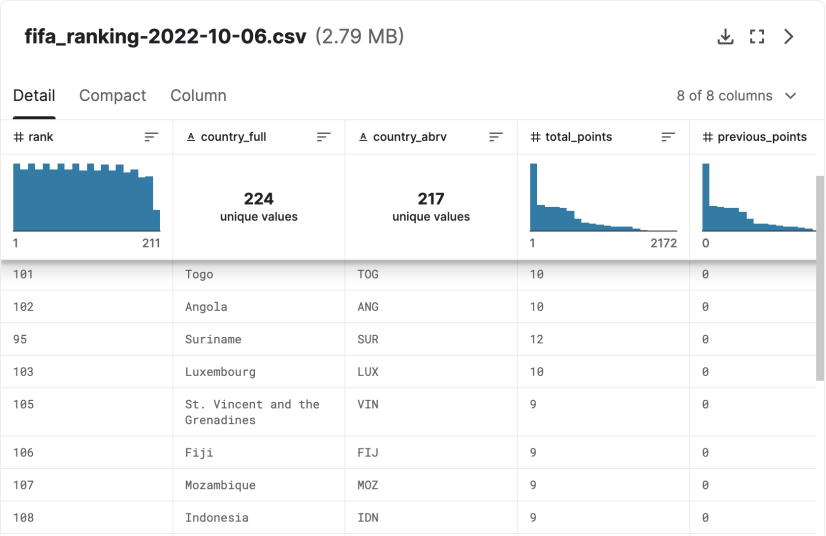 fifa_ranking-2022-10-06.csv (2.79 MB)
Detail Compact Column 8 of 8 columns
# rank A country_full A country_abrv # total_points # previous_points
224 217
unique values unique values
1 211 1 2172 0
101 Togo TOG 10 0
102 Angola ANG 10 0
95 Suriname SUR 12 0
103 Luxembourg LUX 10 0
105 St. Vincent and the VIN 9 0
Grenadines
106 Fiji FIJ 9 0
107 Mozambique MOZ 9 0
108 Indonesia IDN 9 0